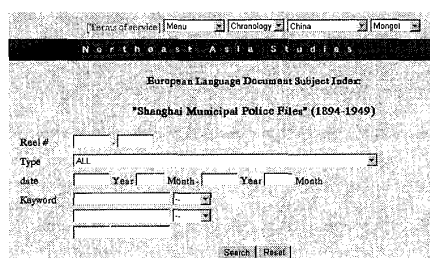 [Terms of service] Menu Chronology China Mongol
Northeast Asia Studies
European Language Document Subject Index:
"Shanghai Municipal Police Files" (1894-1949)
Reel # -
Type ALL
date Year Month - Year Month
Keyword --
--
Search Reset